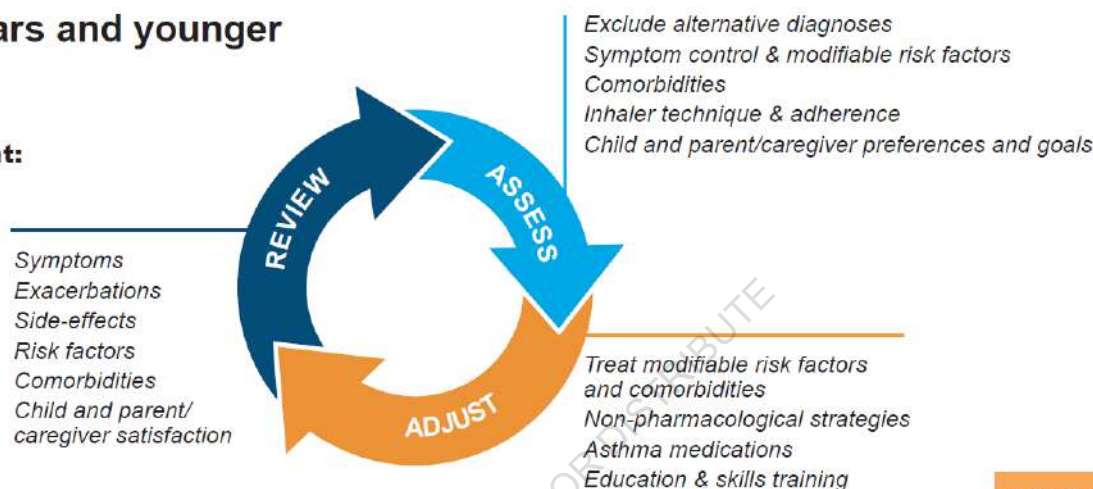 ars and younger
t:
Exclude alternative diagnoses
Symptom control & modifiable risk factors
Comorbidities
Inhaler technique & adherence
Child and parent/caregiver preferences and goals
REVIEW
ASSESS
ADJUST
Symptoms
Exacerbations
Side-effects
Risk factors
Comorbidities
Child and parent/
caregiver satisfaction
Treat modifiable risk factors
and comorbidities
Non-pharmacological strategies
Asthma medications
Education & skills training
OR DISTRIBUTE